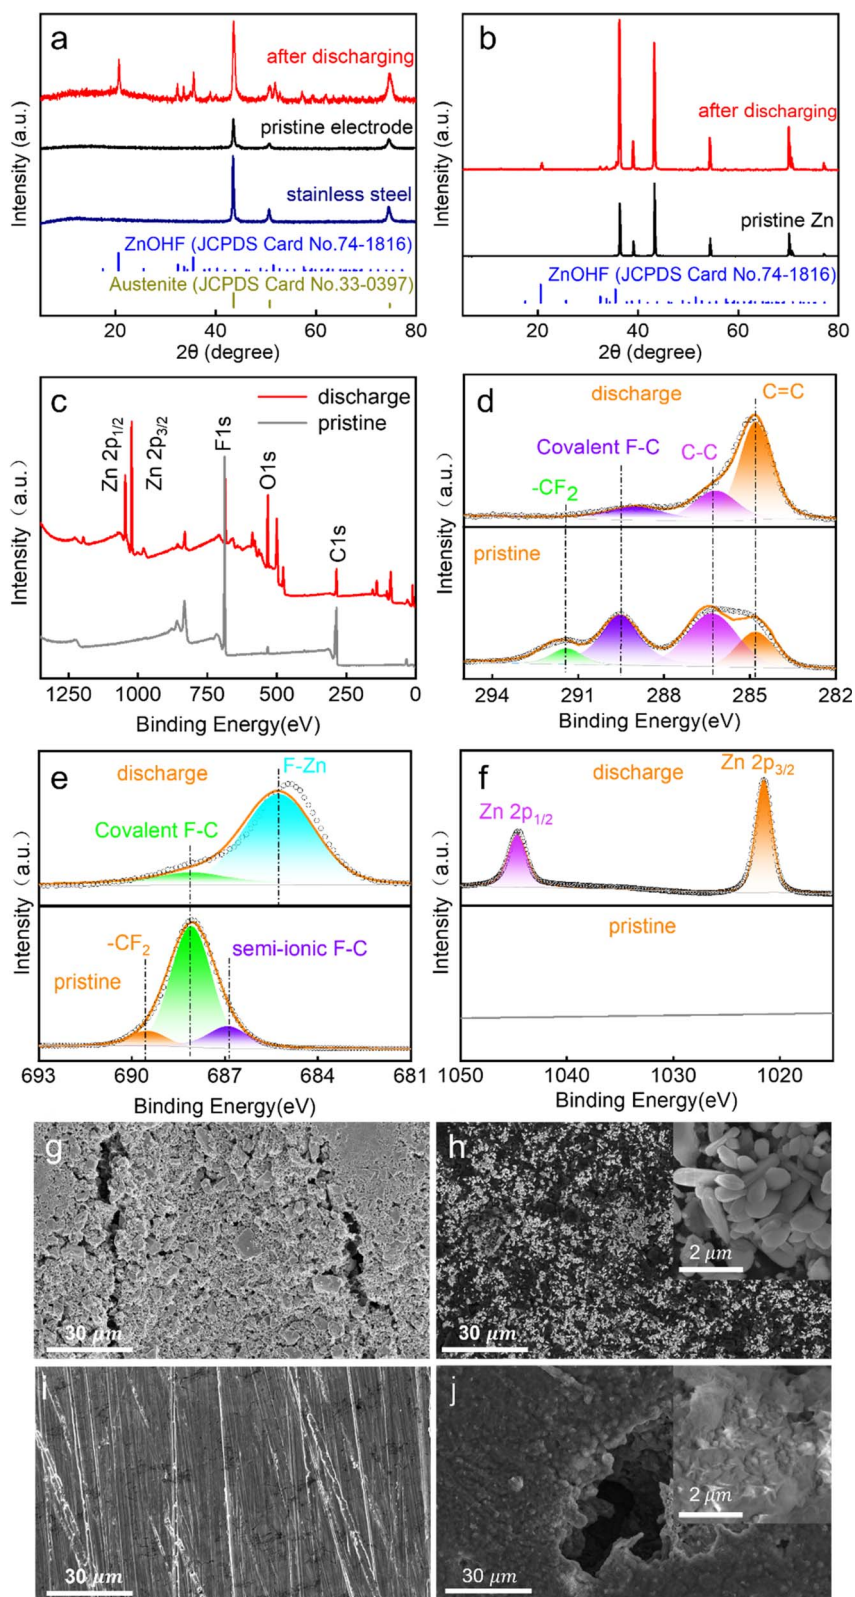 a
after discharging
pristine electrode
stainless steel
ZnOHF (JCPDS Card No.74-1816)
Austenite (JCPDS Card No.33-0397)
Intensity (a.u.)
20 40 60 80
2θ (degree)
b
after discharging
pristine Zn
ZnOHF (JCPDS Card No.74-1816)
Intensity (a.u.)
20 40 60 80
2θ (degree)
c
discharge
pristine
Zn 2p1/2
Zn 2p3/2
F1s
O1s
C1s
Intensity (a.u.)
1250 1000 750 500 250 0
Binding Energy(eV)
d
discharge
C=C
Covalent F-C
C-C
-CF2
pristine
Intensity (a.u.)
294 291 288 285 282
Binding Energy(eV)
e
discharge
F-Zn
Covalent F-C
-CF2
semi-ionic F-C
pristine
Intensity (a.u.)
693 690 687 684 681
Binding Energy(eV)
f
discharge
Zn 2p3/2
Zn 2p1/2
pristine
Intensity (a.u.)
1050 1040 1030 1020
Binding Energy(eV)
g
30 μm
h
2 μm
30 μm
i
30 μm
j
2 μm
30 μm